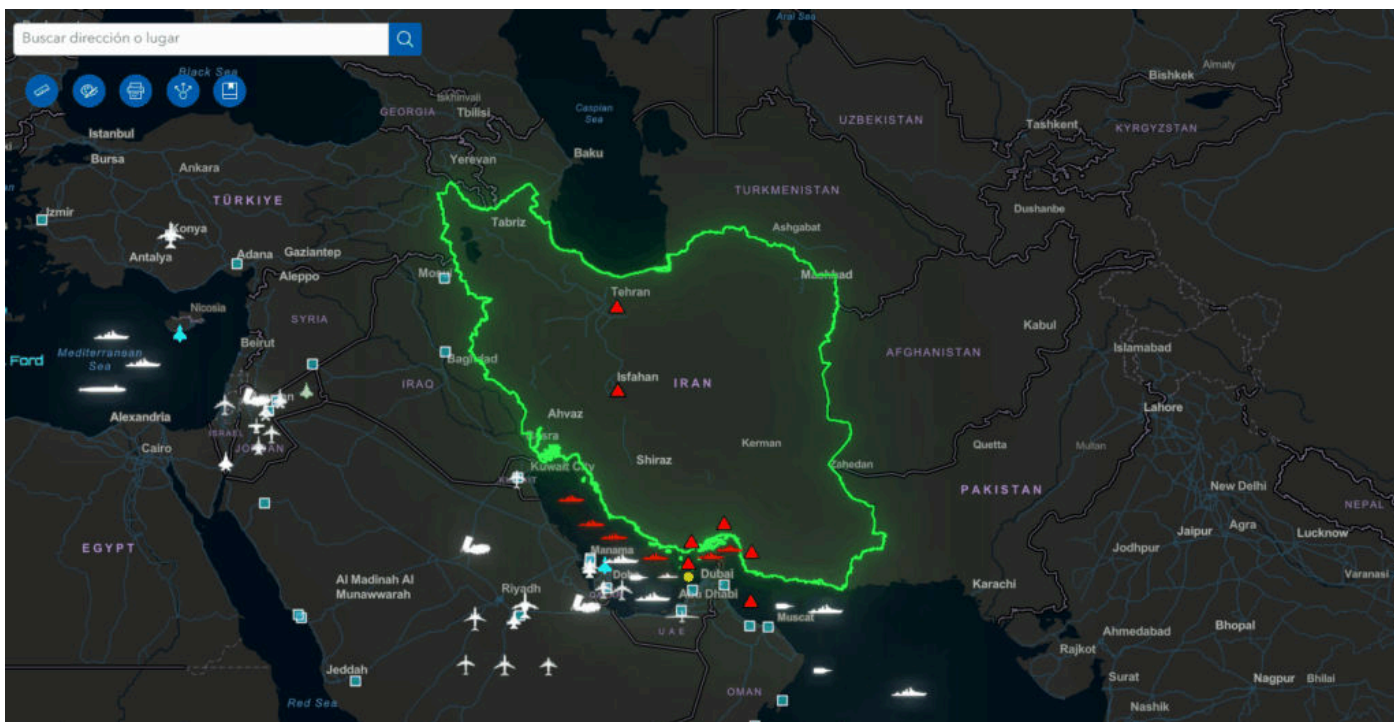 Buscar dirección o lugar
Aral Sea
Black Sea
Almaty
Bishkek
Iskhinvali
GEORGIA
Tbilisi
Caspian
Sea
UZBEKISTAN
Tashkent
KYRGYZSTAN
Istanbul
Bursa
Ankara
Yerevan
Baku
TÜRKIYE
TURKMENISTAN
Dushanbe
Izmir
Konya
Tabriz
Ashgabat
Antalya
Adana
Gaziantep
Aleppo
Mosul
Mashhad
Tehran
Nicosia
SYRIA
Kabul
Beirut
Islamabad
Ford
Mediterranean
Sea
Baghdad
AFGHANISTAN
IRAQ
Isfahan
IRAN
Lahore
Alexandria
Ahvaz
ISRAEL
Cairo
JORDAN
Basra
Kerman
Quetta
Multan
Shiraz
Zahedan
Kuwait City
PAKISTAN
New Delhi
NEPAL
Jaipur
Agra
Lucknow
EGYPT
Manama
Jodhpur
Varanasi
Doha
Dubai
Al Madinah Al
Munawwarah
Riyadh
Abu Dhabi
Karachi
Muscat
UAE
Ahmedabad
Bhopal
Rajkot
Jeddah
Surat
Nagpur
Bhilai
Red Sea
OMAN
Nashik